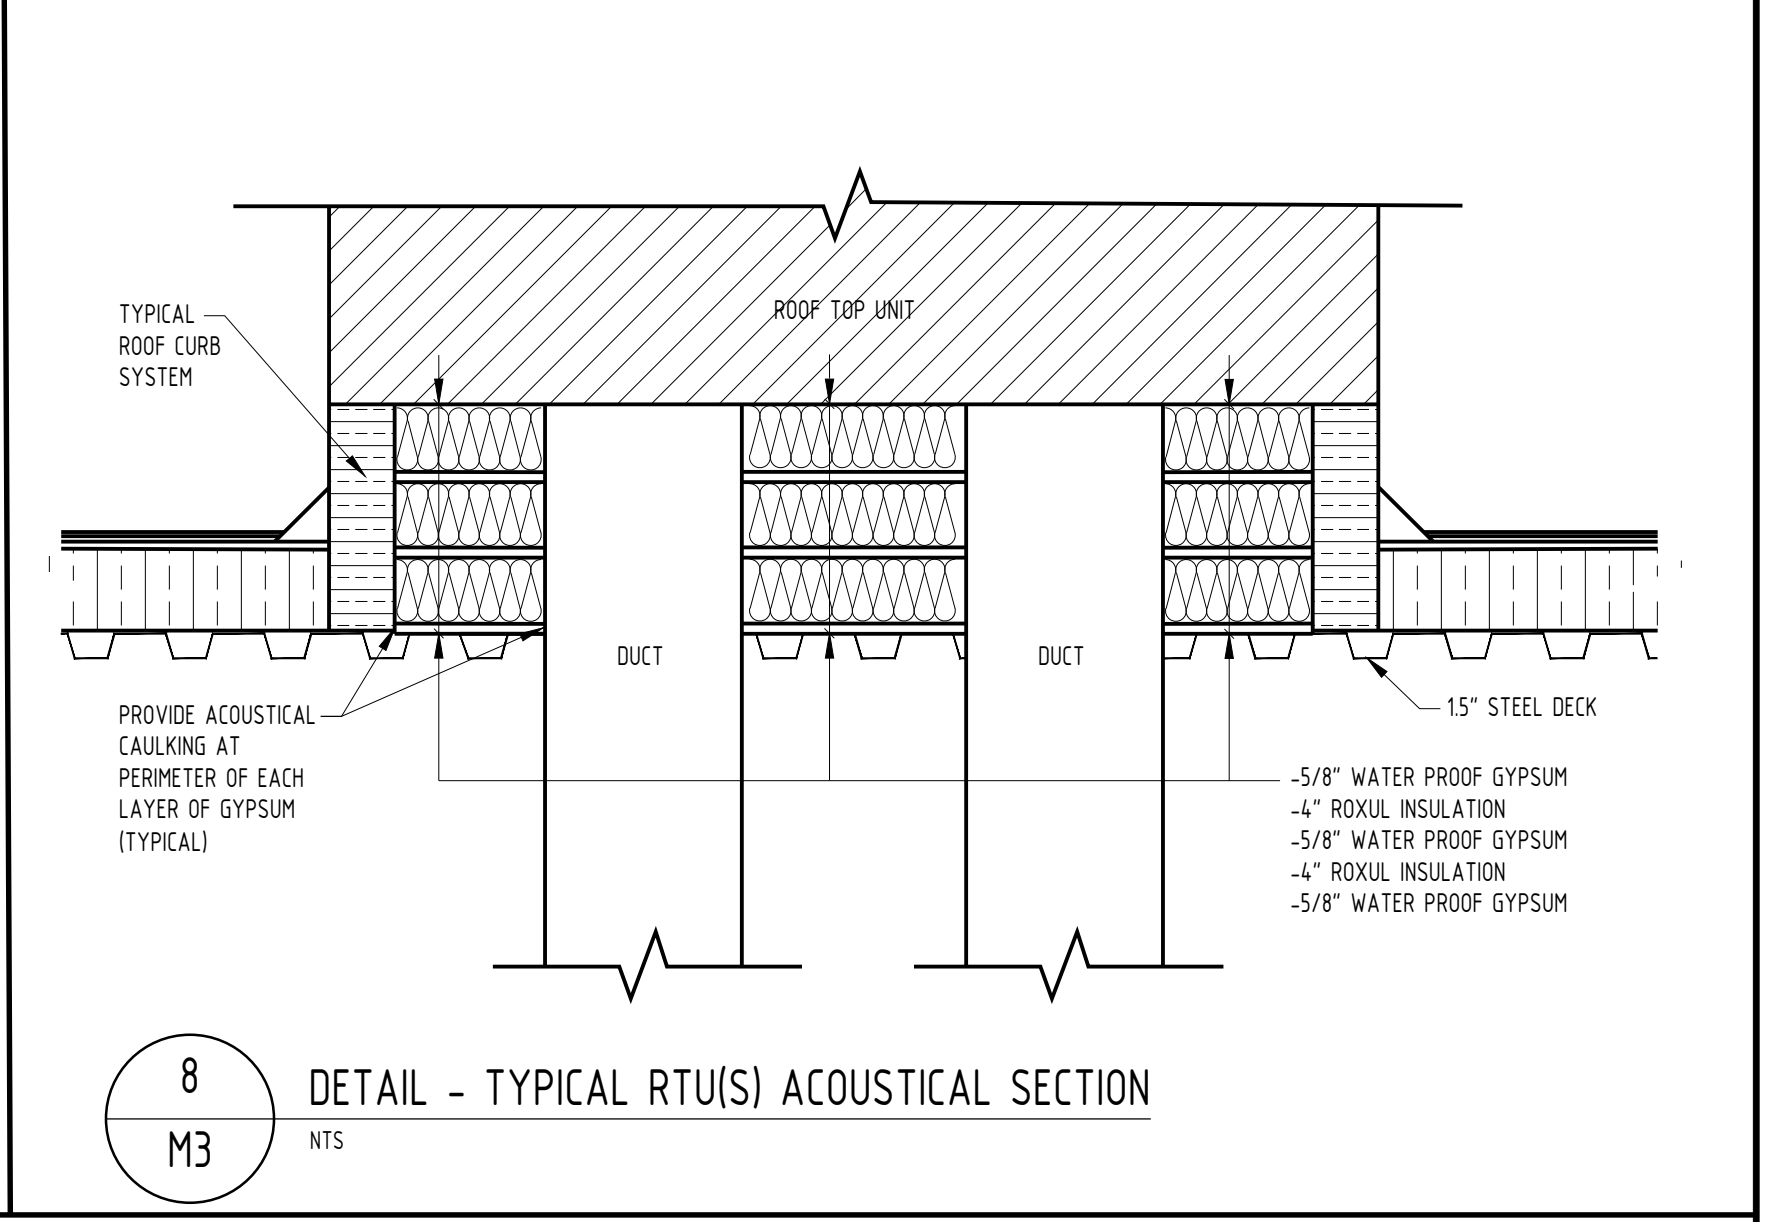 ROOF TOP UNIT
TYPICAL
ROOF CURB
SYSTEM
DUCT
DUCT
PROVIDE ACOUSTICAL
CAULKING AT
PERIMETER OF EACH
LAYER OF GYPSUM
(TYPICAL)
1.5" STEEL DECK
-5/8" WATER PROOF GYPSUM
-4" ROXUL INSULATION
-5/8" WATER PROOF GYPSUM
-4" ROXUL INSULATION
-5/8" WATER PROOF GYPSUM
8
M3
DETAIL - TYPICAL RTU(S) ACOUSTICAL SECTION
NTS